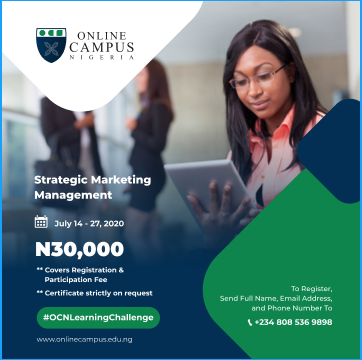 ONLINE
CAMPUS
NIGERIA
Strategic Marketing
Management
July 14 - 27, 2020
N30,000
** Covers Registration &
Participation Fee
** Certificate strictly on request
#OCNLearningChallenge
www.onlinecampus.edu.ng
To Register,
Send Full Name, Email Address,
and Phone Number To
+234 808 536 9898